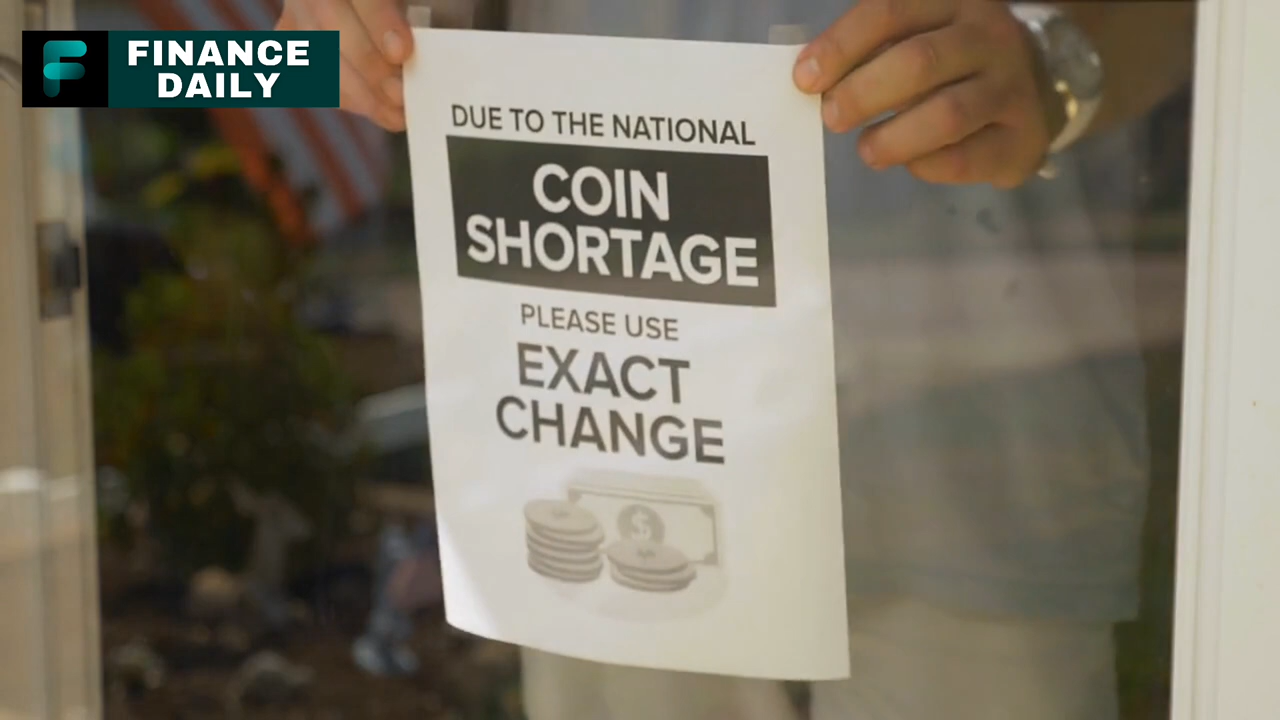 FINANCE
DAILY
DUE TO THE NATIONAL
COIN
SHORTAGE
PLEASE USE
EXACT
CHANGE
$